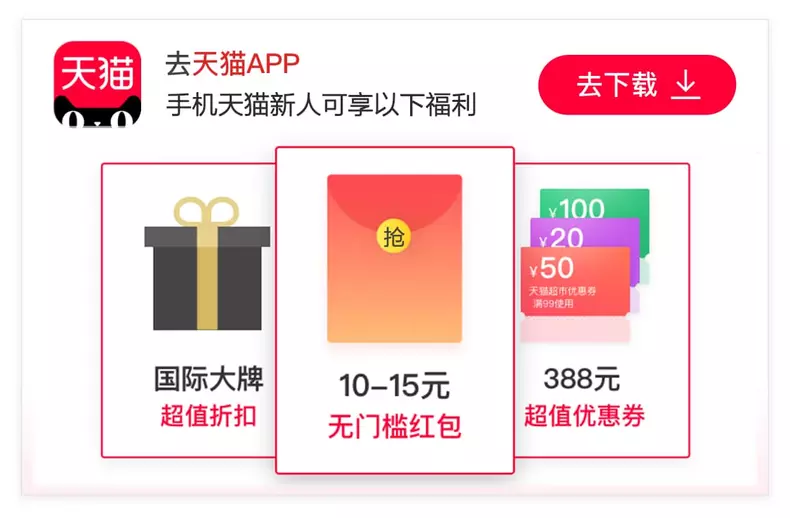 天猫
去天猫APP
手机天猫新人可享以下福利
去下载
抢
¥100
¥20
¥50
天猫超市优惠券
满99使用
国际大牌
超值折扣
10-15元
无门槛红包
388元
超值优惠券